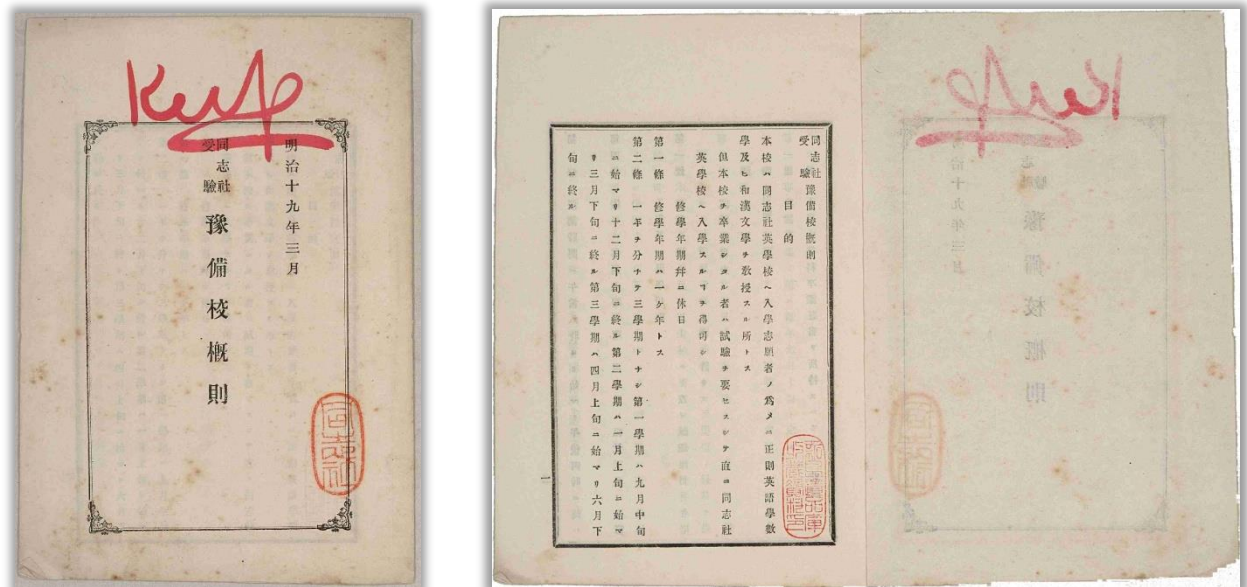 Keep
明治十九年三月
同志社
受驗
豫備校概則
同志社
同志社
受驗
豫備校概則
目的
本校ハ同志社英學校ヘ入學志願者ノ爲メニ正則英語學數
學及ヒ和漢文學ヲ敎授スル所トス
但本校ヲ卒業シタル者ハ試驗ヲ要セスシテ直ニ同志社
英學校ヘ入學スルヿヲ得可シ
修學年期幷ニ休日
第一條 修學年期ハ一ケ年トス
第二條 一年ヲ分チテ三學期トナシ第一學期ハ九月中旬
ニ始マリ十二月下旬ニ終ル第二學期ハ一月上旬ニ始マ
リ三月下旬ニ終ル第三學期ハ四月上旬ニ始マリ六月下
旬ニ終ル
一